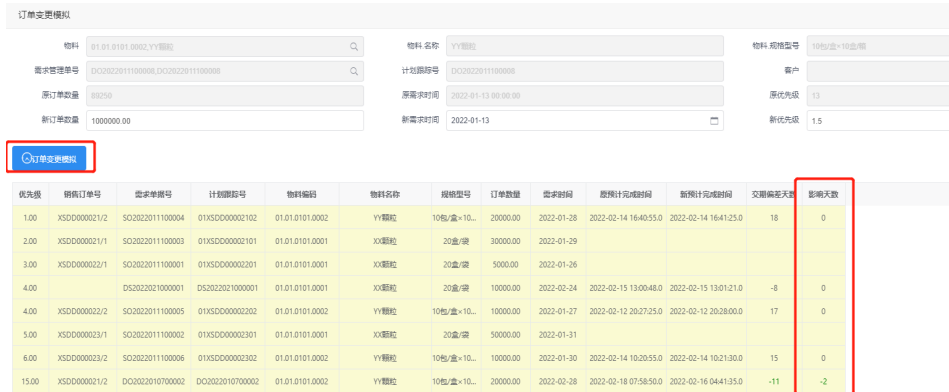 订单变更模拟
物料 01.01.0101.0002,YY颗粒 物料.名称 YY颗粒 物料.规格型号 10包/盒×10盒/箱
需求管理单号 DO2022011100008,DO2022011100008 计划跟踪号 DO2022011100008 客户
原订单数量 80250 原需求时间 2022-01-13 00:00:00 原优先级 13
新订单数量 1000000.00 新需求时间 2022-01-13 新优先级 1.5
订单变更模拟
优先级 销售订单号 需求单据号 计划跟踪号 物料编码 物料名称 规格型号 订单数量 需求时间 原预计完成时间 新预计完成时间 交期偏差天数 影响天数
1.00 XSDD000021/2 SO2022011100004 01XSDD00002102 01.01.0101.0002 YY颗粒 10包/盒×10... 20000.00 2022-01-28 2022-02-14 16:40:55.0 2022-02-14 16:41:25.0 18 0
2.00 XSDD000021/1 SO2022011100003 01XSDD00002101 01.01.0101.0001 XX颗粒 20盒/袋 30000.00 2022-01-29
3.00 XSDD000022/1 SO2022011100001 01XSDD00002201 01.01.0101.0001 XX颗粒 20盒/袋 5000.00 2022-01-26
4.00 DS2022021000001 DS2022021000001 01.01.0101.0001 XX颗粒 20盒/袋 10000.00 2022-02-24 2022-02-15 13:00:48.0 2022-02-15 13:01:21.0 -8 0
4.00 XSDD000022/2 SO2022011100005 01XSDD00002202 01.01.0101.0002 YY颗粒 10包/盒×10... 10000.00 2022-01-27 2022-02-12 20:27:25.0 2022-02-12 20:28:00.0 17 0
5.00 XSDD000023/1 SO2022011100002 01XSDD00002301 01.01.0101.0001 XX颗粒 20盒/袋 50000.00 2022-01-31
6.00 XSDD000023/2 SO2022011100006 01XSDD00002302 01.01.0101.0002 YY颗粒 10包/盒×10... 10000.00 2022-01-30 2022-02-14 10:20:55.0 2022-02-14 10:21:30.0 15 0
15.00 XSDD000021/2 DO2022010700002 DO2022010700002 01.01.0101.0002 YY颗粒 10包/盒×10... 20000.00 2022-02-28 2022-02-18 07:58:50.0 2022-02-16 04:41:35.0 -11 -2